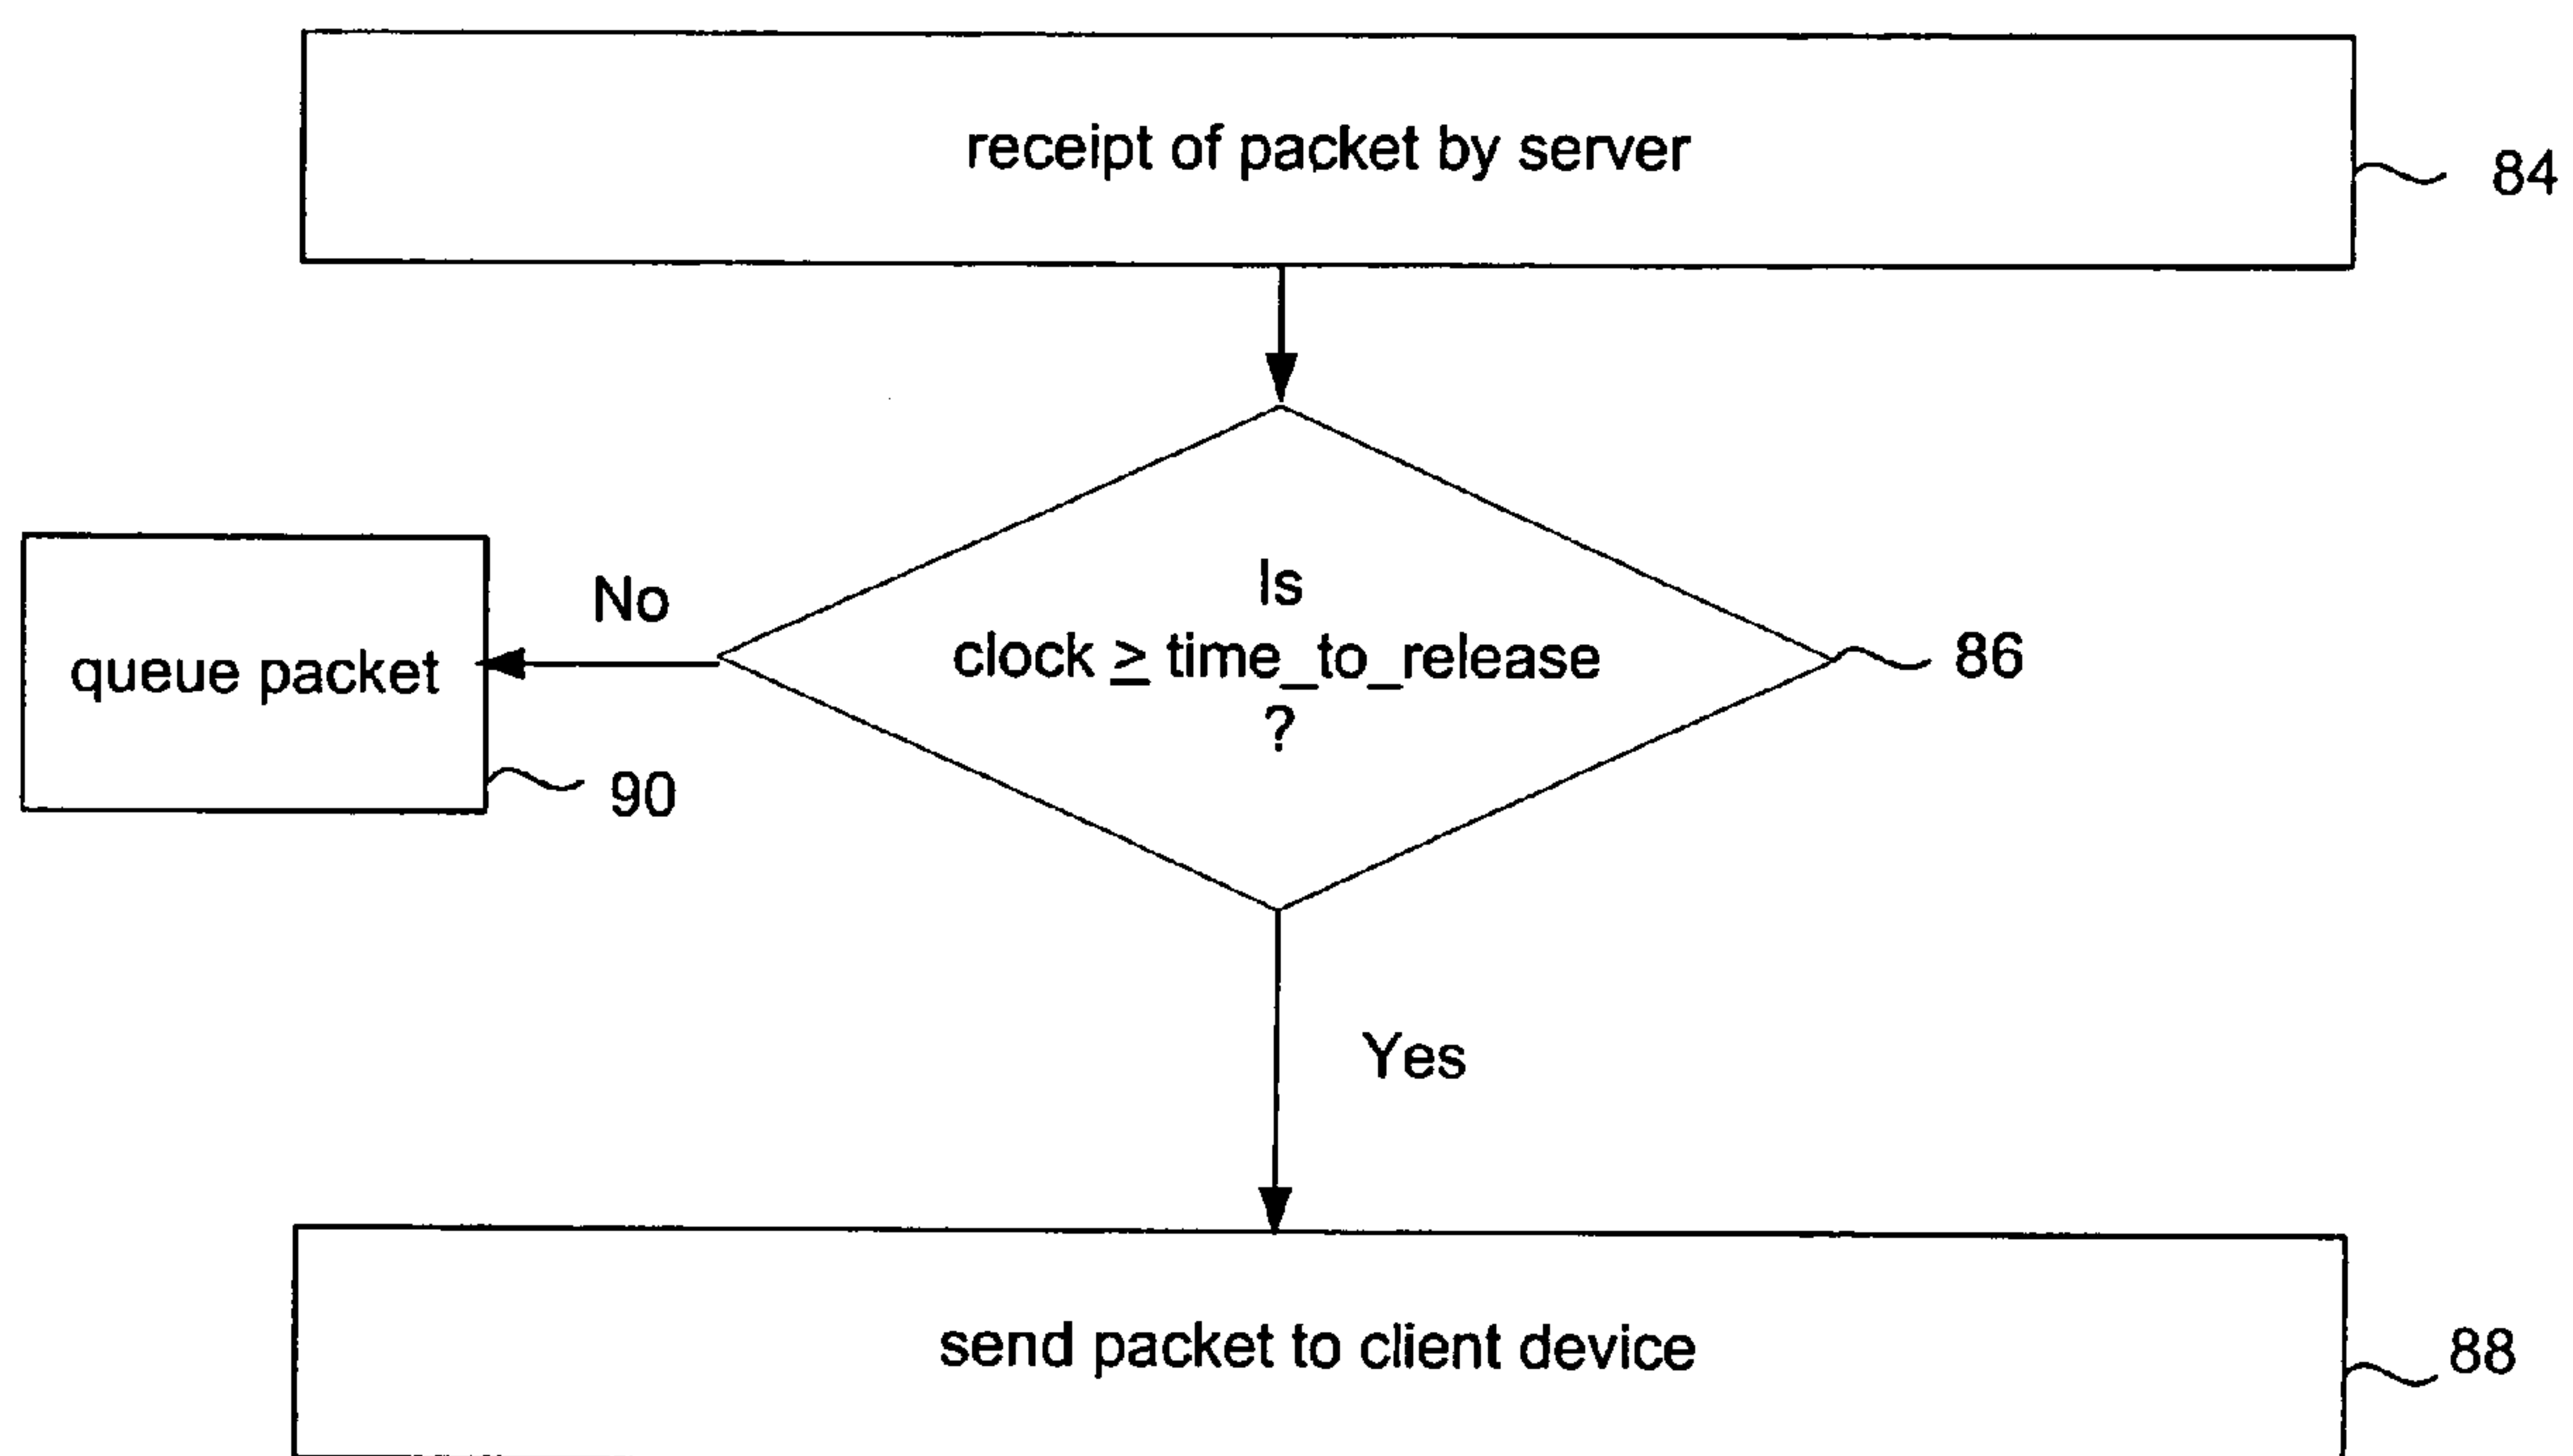 receipt of packet by server
84
Is
clock ≥ time_to_release
?
86
No
queue packet
90
Yes
send packet to client device
88